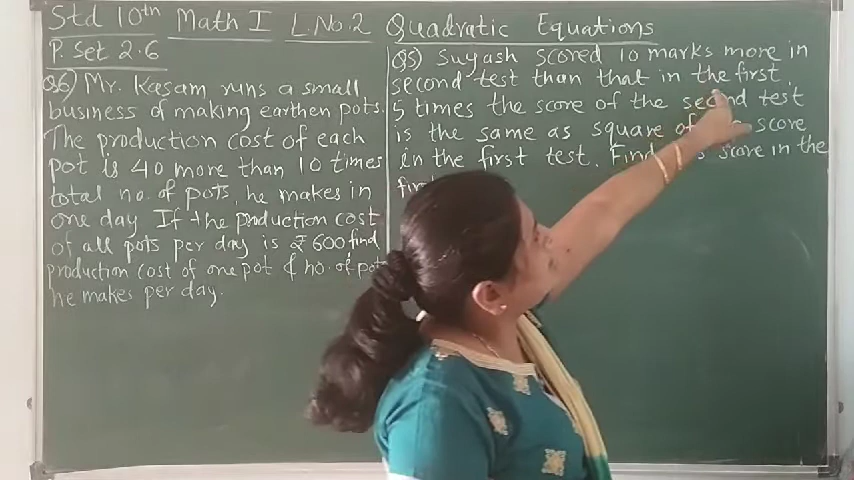 Std 10th Math I L.No.2 Quadratic Equations
P. Set 2.6
Q6) Mr. Kasam runs a small
business of making earthen pots.
The production cost of each
pot is 40 more than 10 times
total no. of pots, he makes in
one day If the production cost
of all pots per day is ₹ 600 find
production cost of one pot & no. of pots
he makes per day.
Q5) Suyash scored 10 marks more in
second test than that in the first.
5 times the score of the second test
is the same as square of score
in the first test. Find score in the